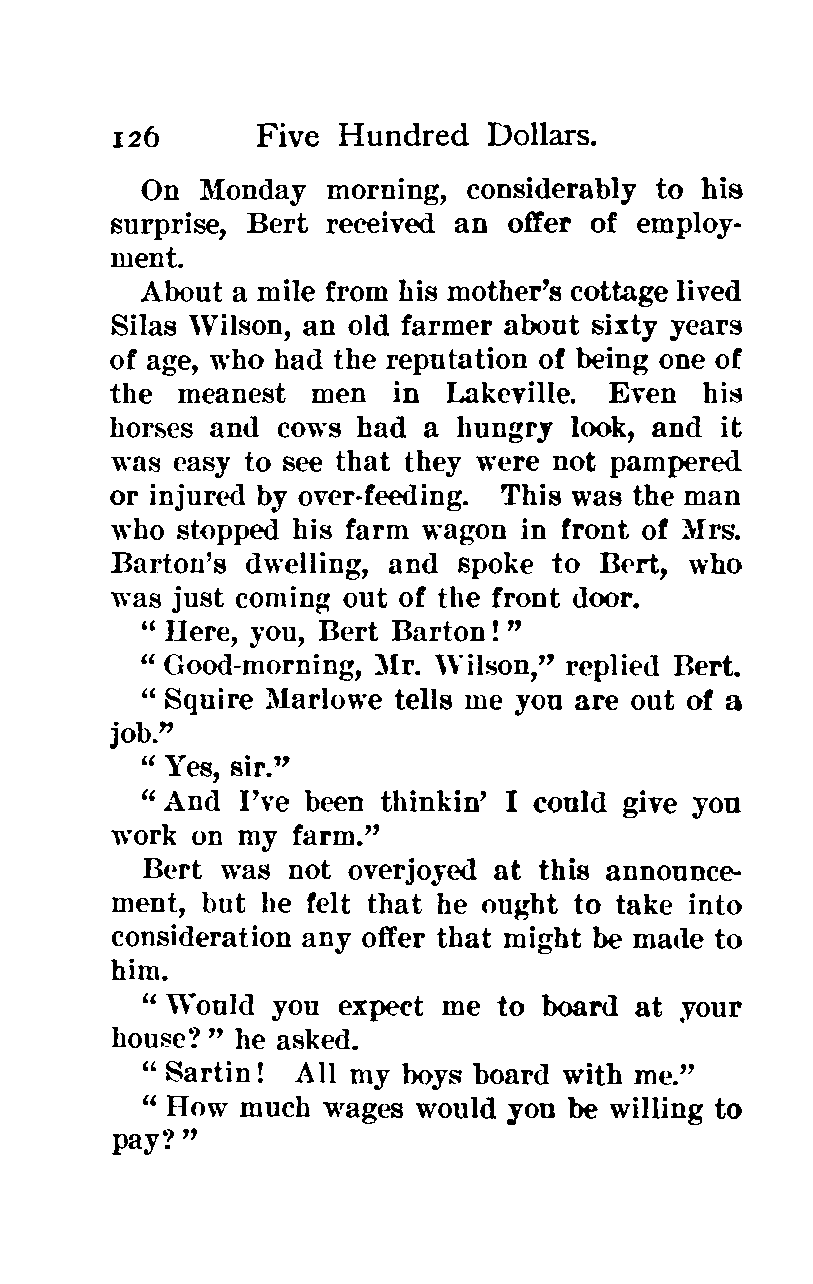 126 Five Hundred Dollars.
On Monday morning, considerably to his
surprise, Bert received an offer of employ-
ment.
About a mile from his mother's cottage lived
Silas Wilson, an old farmer about sixty years
of age, who had the reputation of being one of
the meanest men in Lakeville. Even his
horses and cows had a hungry look, and it
was easy to see that they were not pampered
or injured by over-feeding. This was the man
who stopped his farm wagon in front of Mrs.
Barton's dwelling, and spoke to Bert, who
was just coming out of the front door.
“Here, you, Bert Barton!”
“Good-morning, Mr. Wilson,” replied Bert.
“Squire Marlowe tells me you are out of a
job.”
“Yes, sir.”
“And I've been thinkin' I could give you
work on my farm.”
Bert was not overjoyed at this announce-
ment, but he felt that he ought to take into
consideration any offer that might be made to
him.
“Would you expect me to board at your
house?” he asked.
“Sartin! All my boys board with me.”
“How much wages would you be willing to
pay?”